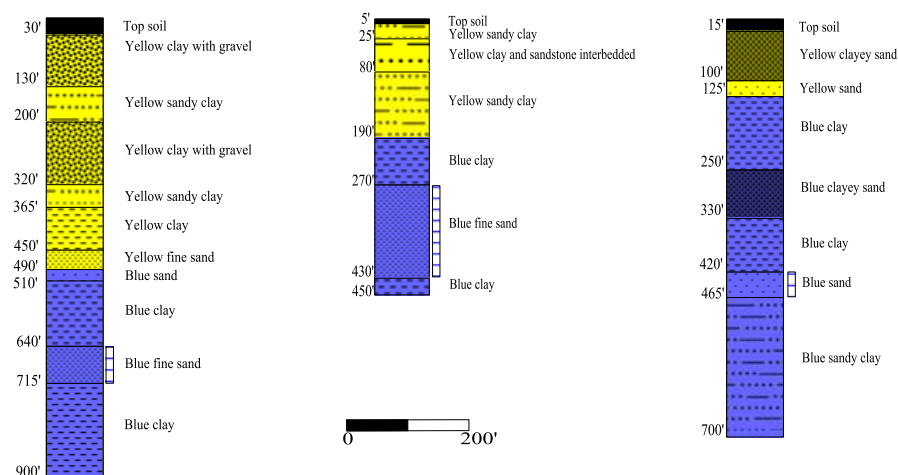 30'
Top soil
Yellow clay with gravel
130'
Yellow sandy clay
200'
Yellow clay with gravel
320'
Yellow sandy clay
365'
Yellow clay
450'
Yellow fine sand
490'
Blue sand
510'
Blue clay
640'
Blue fine sand
715'
Blue clay
900'
5'
Top soil
25'
Yellow sandy clay
Yellow clay and sandstone interbedded
80'
Yellow sandy clay
190'
Blue clay
270'
Blue fine sand
430'
Blue clay
450'
0 200'
15'
Top soil
Yellow clayey sand
100'
125'
Yellow sand
Blue clay
250'
Blue clayey sand
330'
Blue clay
420'
Blue sand
465'
Blue sandy clay
700'